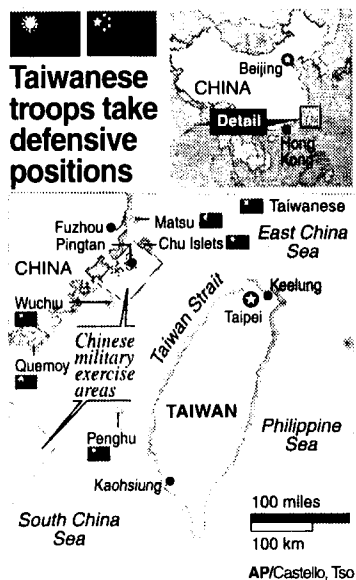 Taiwanese
troops take
defensive
positions
Beijing
CHINA
Detail
Hong
Kong
Taiwanese
Fuzhou
Matsu
Pingtan
Chu Islets
East China
Sea
CHINA
Wuchiu
Keelung
Taipei
Taiwan Strait
Chinese
military
exercise
areas
Quemoy
TAIWAN
Penghu
Philippine
Sea
Kaohsiung
South China
Sea
100 miles
100 km
AP/Castello, Tso